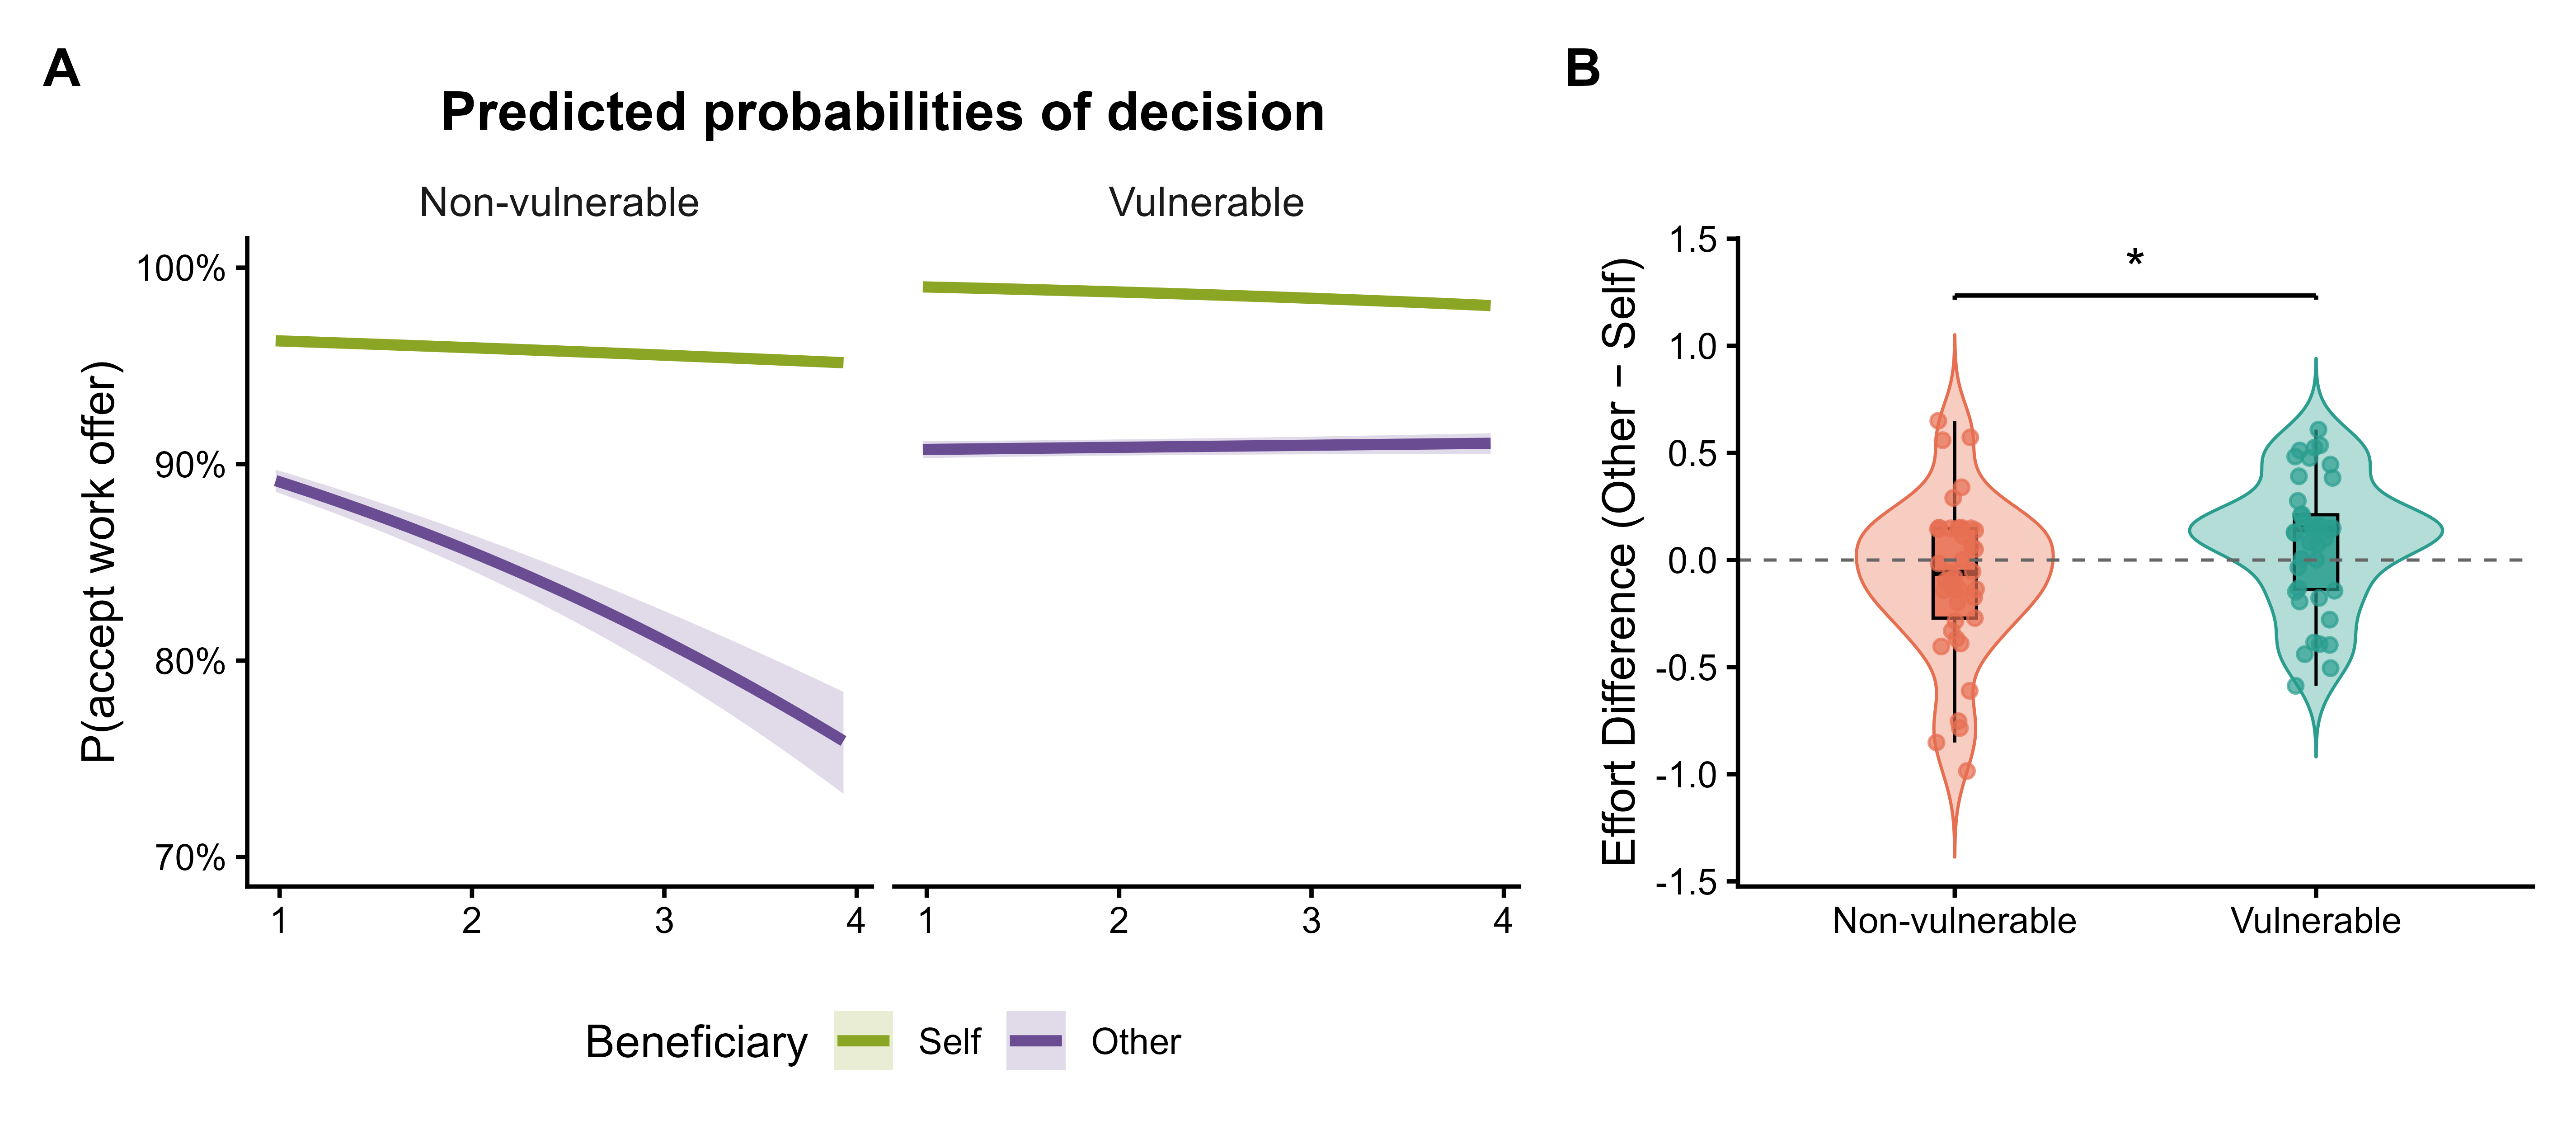 A
Predicted probabilities of decision
Non-vulnerable
Vulnerable
P(accept work offer)
100%
90%
80%
70%
1 2 3 4
1 2 3 4
Beneficiary Self Other
B
Effort Difference (Other − Self)
1.5
1.0
0.5
0.0
-0.5
-1.0
-1.5
*
Non-vulnerable
Vulnerable